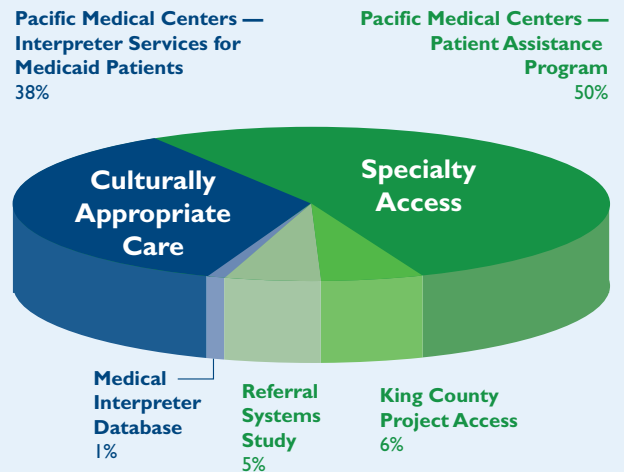 Pacific Medical Centers —
Interpreter Services for
Medicaid Patients
38%
Pacific Medical Centers —
Patient Assistance
Program
50%
Culturally
Appropriate
Care
Specialty
Access
Medical
Interpreter
Database
1%
Referral
Systems
Study
5%
King County
Project Access
6%